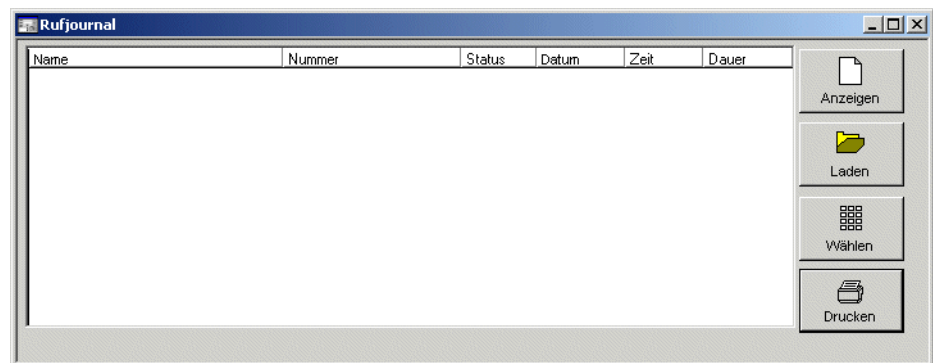 Rufjournal
Name Nummer Status Datum Zeit Dauer
Anzeigen
Laden
Wählen
Drucken